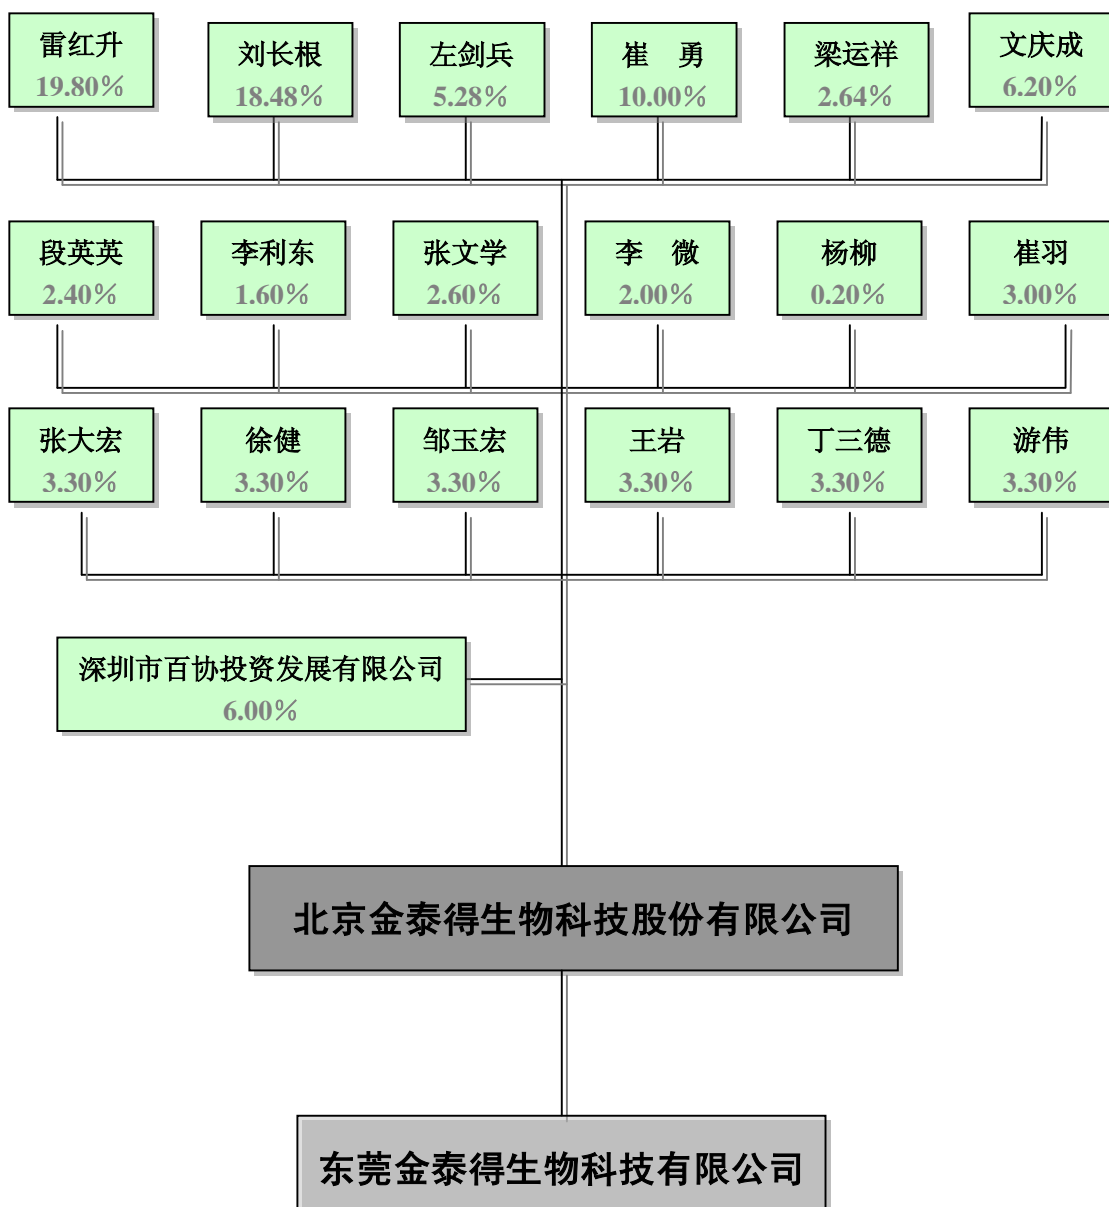 雷红升
19.80%
刘长根
18.48%
左剑兵
5.28%
崔　勇
10.00%
梁运祥
2.64%
文庆成
6.20%
段英英
2.40%
李利东
1.60%
张文学
2.60%
李　微
2.00%
杨柳
0.20%
崔羽
3.00%
张大宏
3.30%
徐健
3.30%
邹玉宏
3.30%
王岩
3.30%
丁三德
3.30%
游伟
3.30%
深圳市百协投资发展有限公司
6.00%
北京金泰得生物科技股份有限公司
东莞金泰得生物科技有限公司